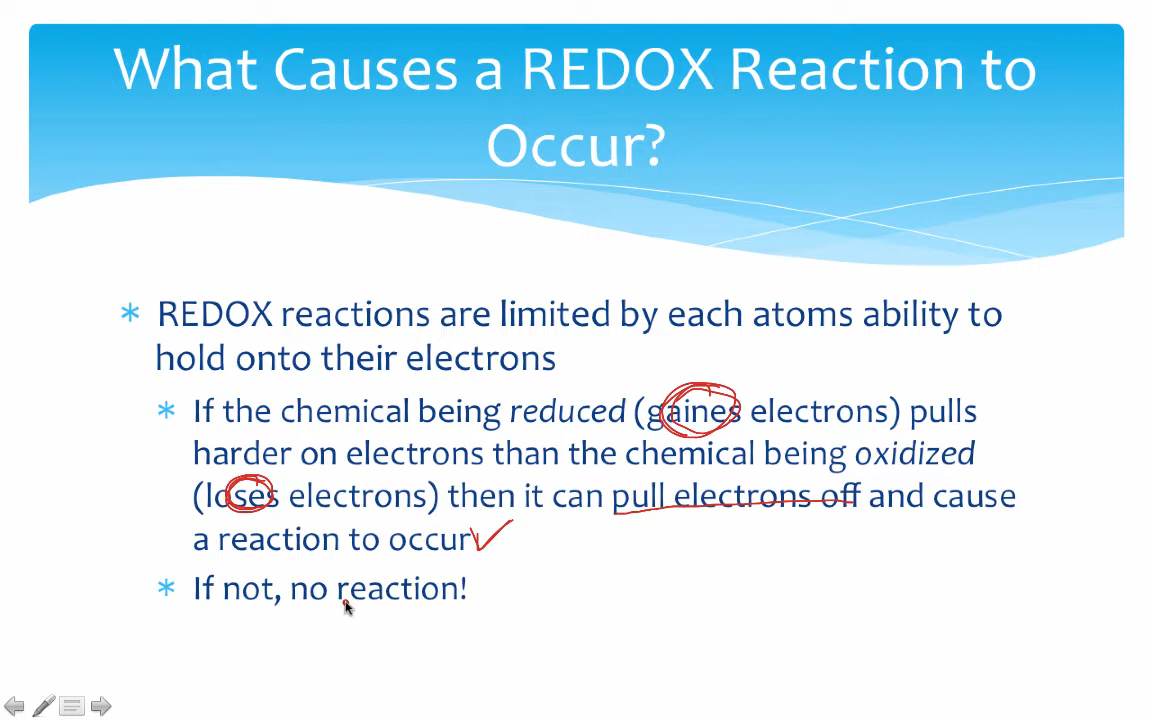 What Causes a REDOX Reaction to
Occur?
* REDOX reactions are limited by each atoms ability to
hold onto their electrons
* If the chemical being reduced (gaines electrons) pulls
harder on electrons than the chemical being oxidized
(loses electrons) then it can pull electrons off and cause
a reaction to occur
* If not, no reaction!